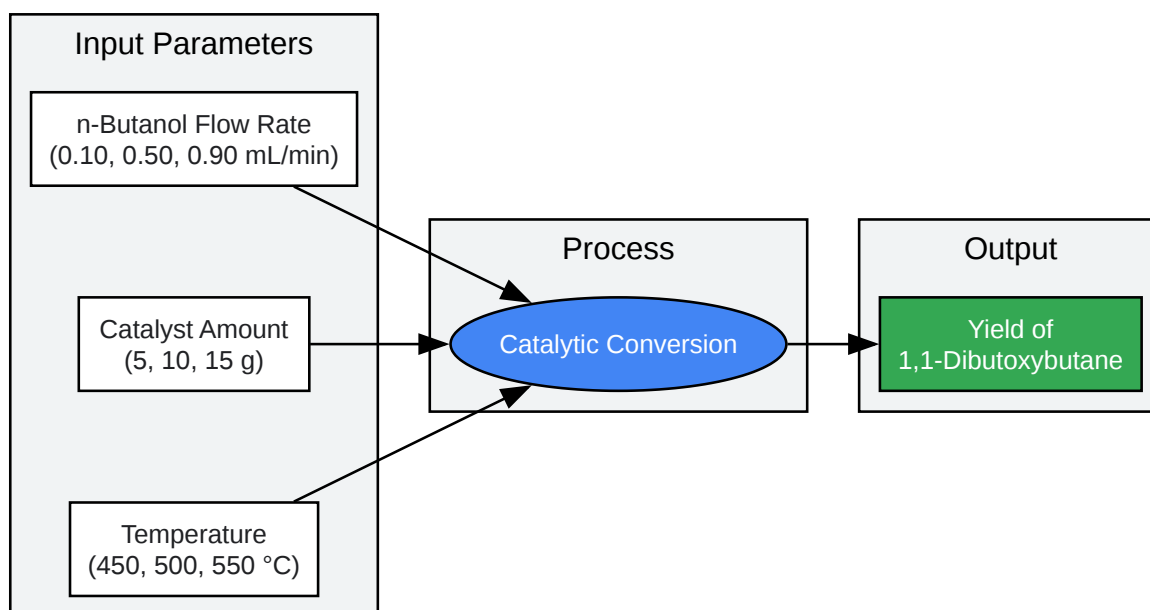 Input Parameters
n-Butanol Flow Rate
(0.10, 0.50, 0.90 mL/min)
Catalyst Amount
(5, 10, 15 g)
Temperature
(450, 500, 550 °C)
Process
Catalytic Conversion
Output
Yield of
1,1-Dibutoxybutane